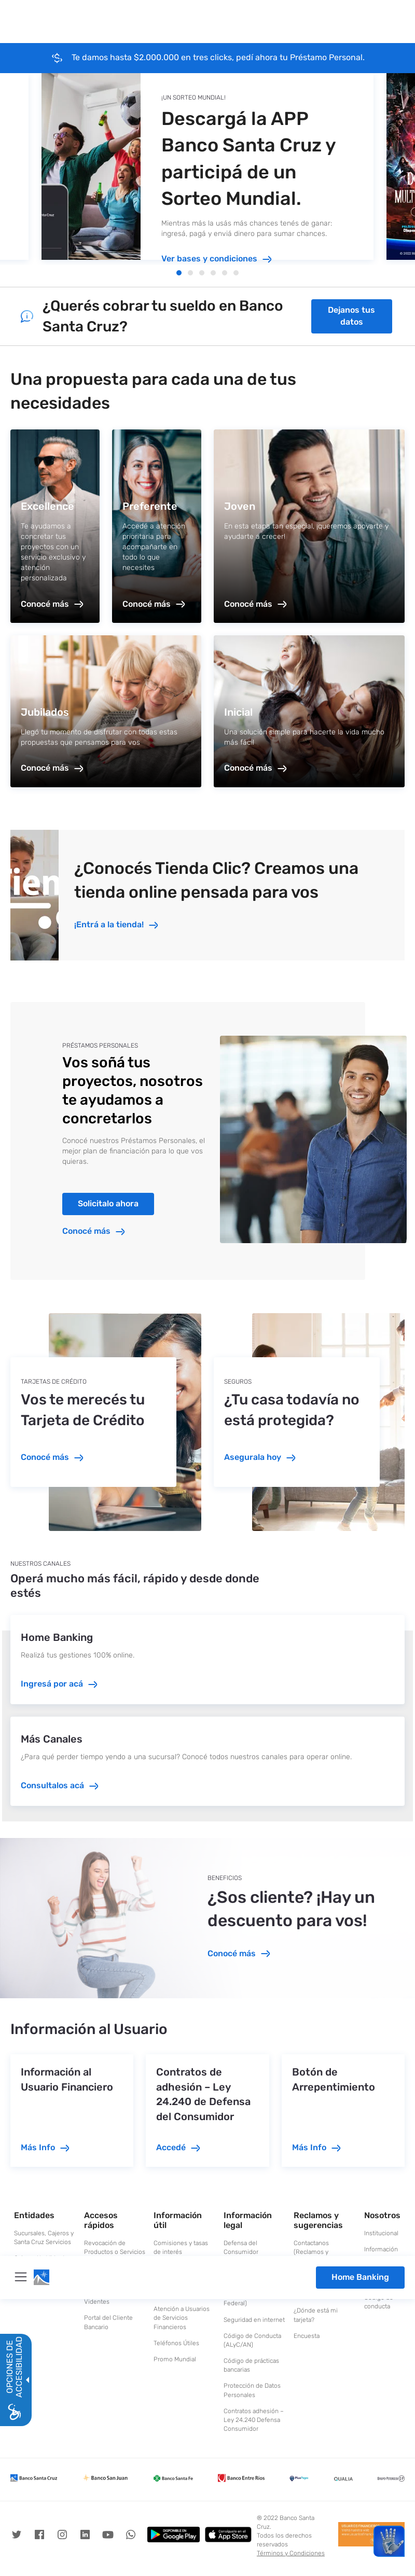 Te damos hasta $2.000.000 en tres clicks, pedí ahora tu Préstamo Personal.
¡UN SORTEO MUNDIAL!
Descargá la APP
Banco Santa Cruz y
participá de un
Sorteo Mundial.
Mientras más la usás más chances tenés de ganar:
ingresá, pagá y enviá dinero para sumar chances.
Ver bases y condiciones
¿Querés cobrar tu sueldo en Banco
Santa Cruz?
Dejanos tus
datos
Una propuesta para cada una de tus
necesidades
Excellence
Te ayudamos a
concretar tus
proyectos con un
servicio exclusivo y
atención
personalizada
Conocé más
Preferente
Accedé a atención
prioritaria para
acompañarte en
todo lo que
necesites
Conocé más
Joven
En esta etapa tan especial, ¡queremos apoyarte y
ayudarte a crecer!
Conocé más
Jubilados
Llegó tu momento de disfrutar con todas estas
propuestas que pensamos para vos
Conocé más
Inicial
Una solución simple para hacerte la vida mucho
más fácil
Conocé más
¿Conocés Tienda Clic? Creamos una
tienda online pensada para vos
¡Entrá a la tienda!
PRÉSTAMOS PERSONALES
Vos soñá tus
proyectos, nosotros
te ayudamos a
concretarlos
Conocé nuestros Préstamos Personales, el
mejor plan de financiación para lo que vos
quieras.
Solicitalo ahora
Conocé más
TARJETAS DE CRÉDITO
Vos te merecés tu
Tarjeta de Crédito
Conocé más
SEGUROS
¿Tu casa todavía no
está protegida?
Asegurala hoy
NUESTROS CANALES
Operá mucho más fácil, rápido y desde donde
estés
Home Banking
Realizá tus gestiones 100% online.
Ingresá por acá
Más Canales
¿Para qué perder tiempo yendo a una sucursal? Conocé todos nuestros canales para operar online.
Consultalos acá
BENEFICIOS
¿Sos cliente? ¡Hay un
descuento para vos!
Conocé más
Información al Usuario
Información al
Usuario Financiero
Más Info
Contratos de
adhesión – Ley
24.240 de Defensa
del Consumidor
Accedé
Botón de
Arrepentimiento
Más Info
Entidades
Sucursales, Cajeros y
Santa Cruz Servicios
Accesos
rápidos
Revocación de
Productos o Servicios
Videntes
Portal del Cliente
Bancario
Información
útil
Comisiones y tasas
de interés
Atención a Usuarios
de Servicios
Financieros
Teléfonos Útiles
Promo Mundial
Información
legal
Defensa del
Consumidor
Federal)
Seguridad en internet
Código de Conducta
(ALyC/AN)
Código de prácticas
bancarias
Protección de Datos
Personales
Contratos adhesión –
Ley 24.240 Defensa
Consumidor
Reclamos y
sugerencias
Contactanos
(Reclamos y
¿Dónde está mi
tarjeta?
Encuesta
Nosotros
Institucional
Información
conducta
Home Banking
OPCIONES DE
ACCESIBILIDAD
Banco Santa Cruz
Banco San Juan
Banco Santa Fe
Banco Entre Ríos
QUALIA
DISPONIBLE EN
Google Play
Consíguelo en el
App Store
® 2022 Banco Santa
Cruz.
Todos los derechos
reservados
Términos y Condiciones